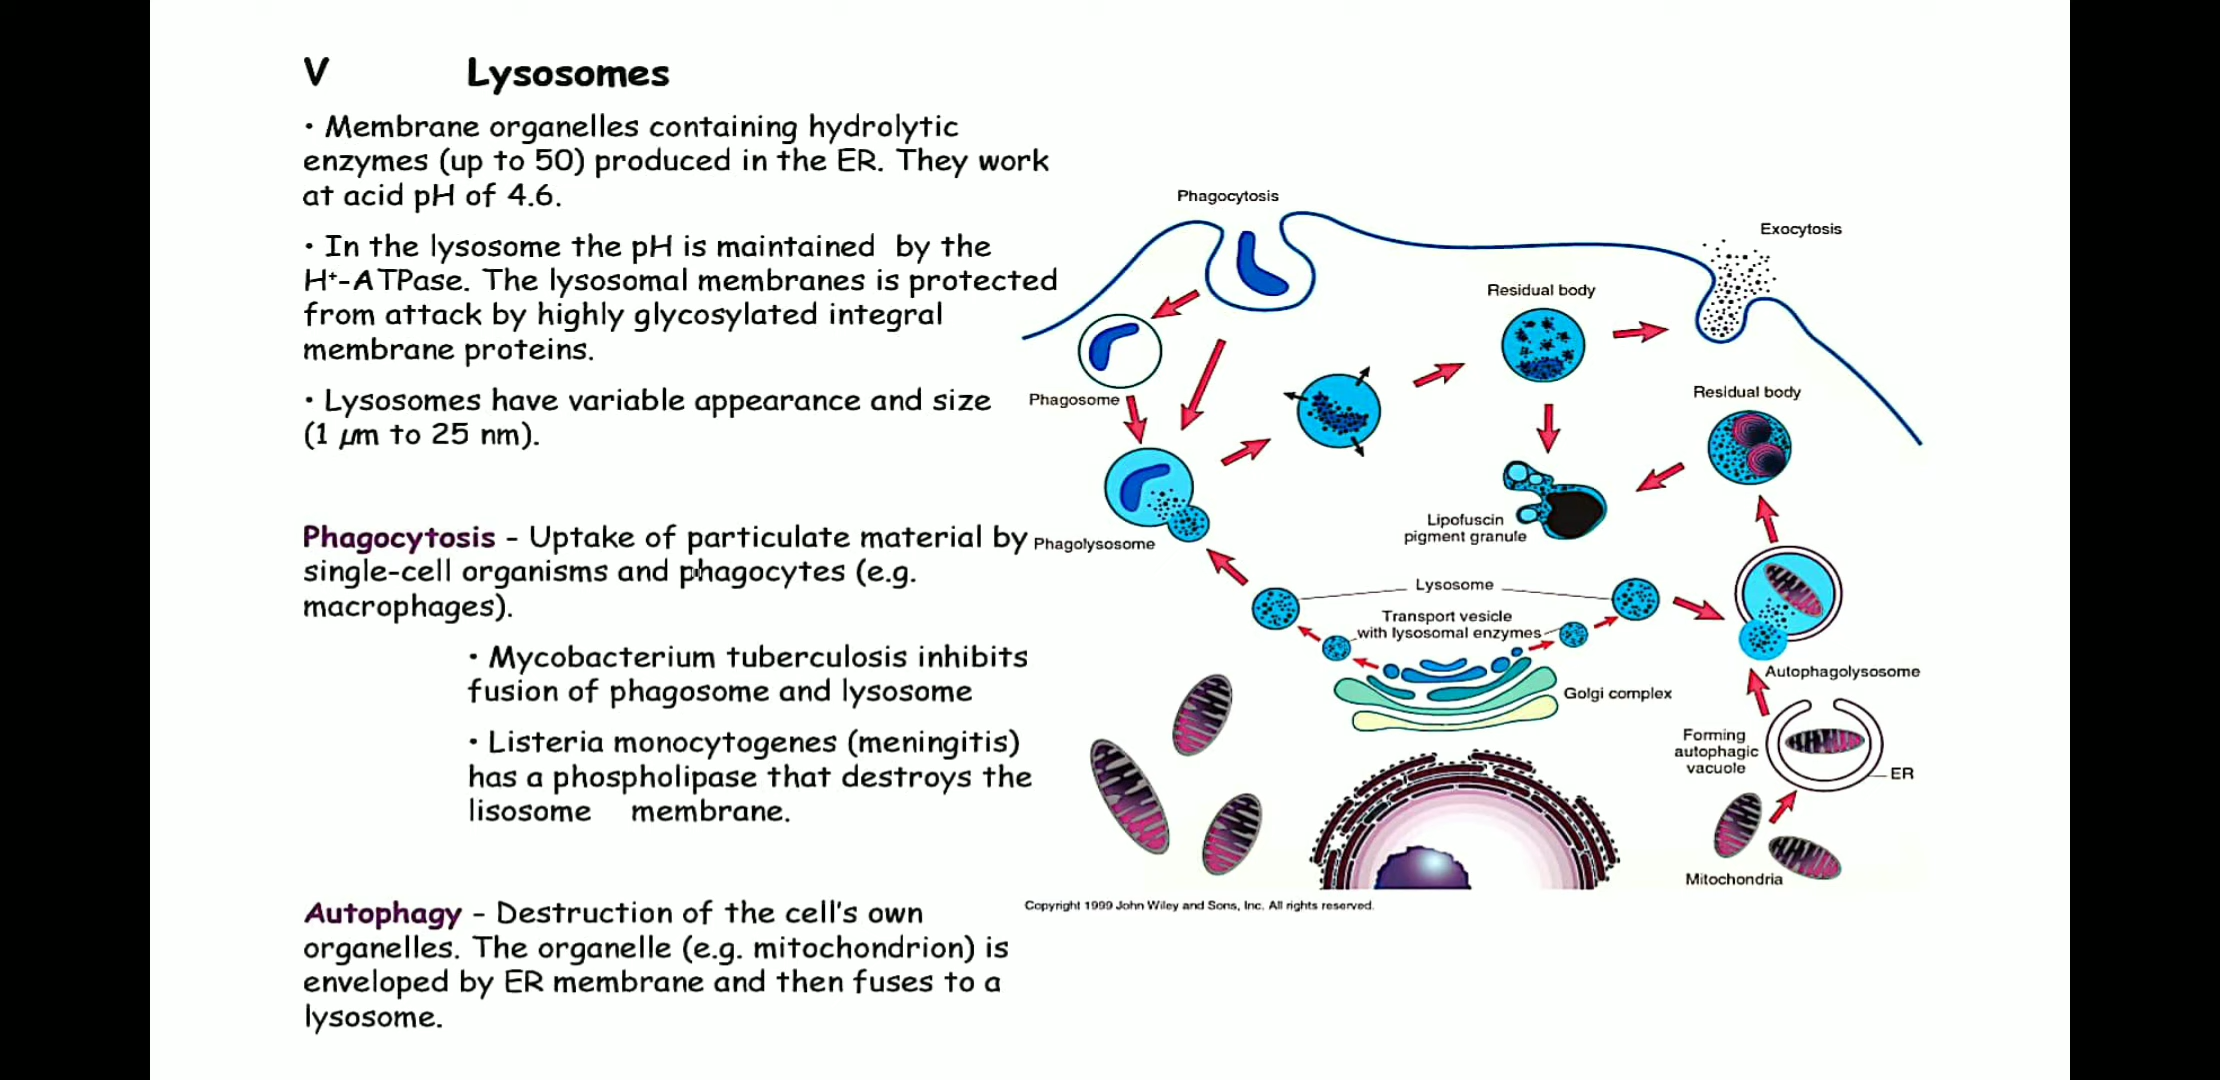 V Lysosomes
• Membrane organelles containing hydrolytic
enzymes (up to 50) produced in the ER. They work
at acid pH of 4.6.
• In the lysosome the pH is maintained by the
H⁺-ATPase. The lysosomal membranes is protected
from attack by highly glycosylated integral
membrane proteins.
• Lysosomes have variable appearance and size
(1 µm to 25 nm).
Phagocytosis - Uptake of particulate material by
single-cell organisms and phagocytes (e.g.
macrophages).
• Mycobacterium tuberculosis inhibits
fusion of phagosome and lysosome
• Listeria monocytogenes (meningitis)
has a phospholipase that destroys the
lisosome membrane.
Autophagy - Destruction of the cell's own
organelles. The organelle (e.g. mitochondrion) is
enveloped by ER membrane and then fuses to a
lysosome.
Phagocytosis
Exocytosis
Residual body
Residual body
Phagosome
Lipofuscin
pigment granule
Phagolysosome
Lysosome
Transport vesicle
with lysosomal enzymes
Autophagolysosome
Golgi complex
Forming
autophagic
vacuole
ER
Mitochondria
Copyright 1999 John Wiley and Sons, Inc. All rights reserved.